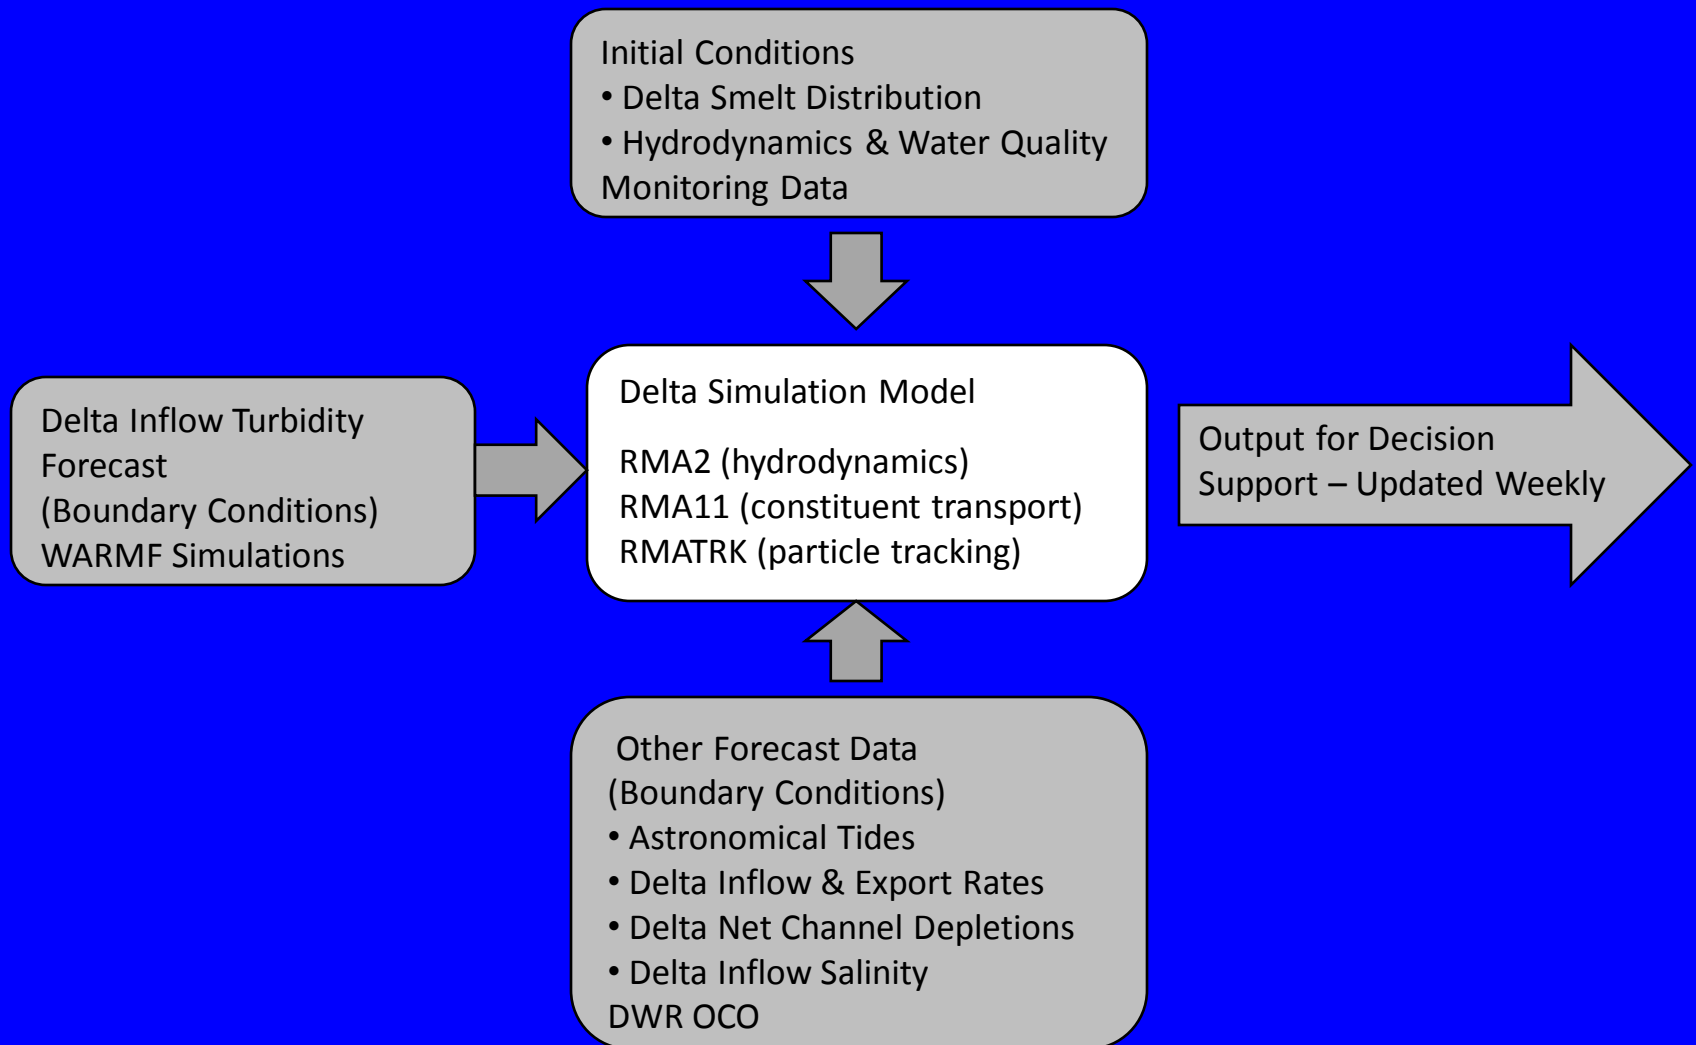 Initial Conditions
• Delta Smelt Distribution
• Hydrodynamics & Water Quality
Monitoring Data
Delta Inflow Turbidity
Forecast
(Boundary Conditions)
WARMF Simulations
Delta Simulation Model
RMA2 (hydrodynamics)
RMA11 (constituent transport)
RMATRK (particle tracking)
Output for Decision
Support – Updated Weekly
Other Forecast Data
(Boundary Conditions)
• Astronomical Tides
• Delta Inflow & Export Rates
• Delta Net Channel Depletions
• Delta Inflow Salinity
DWR OCO